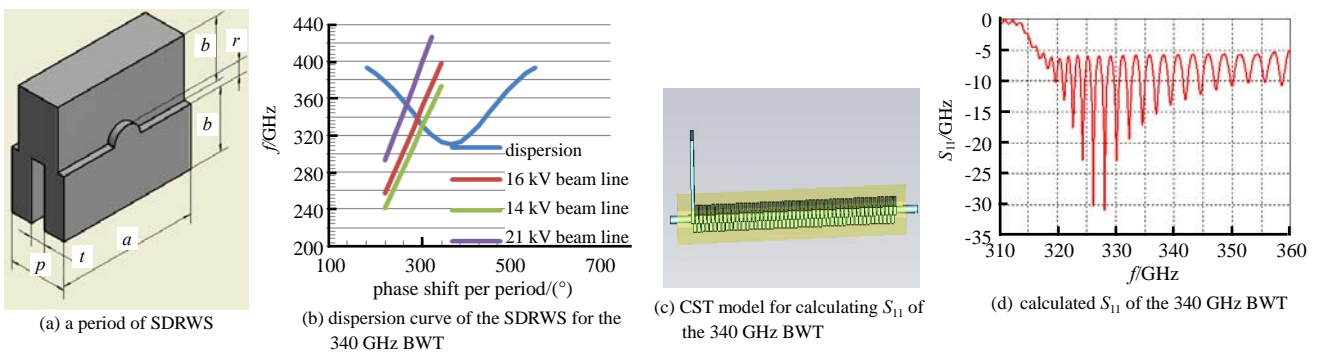 b
r
b
a
t
p
(a) a period of SDRWS
440
400
360
320
280
240
200
f/GHz
dispersion
16 kV beam line
14 kV beam line
21 kV beam line
100 300 500 700
phase shift per period/(°)
(b) dispersion curve of the SDRWS for the
340 GHz BWT
(c) CST model for calculating S₁₁ of
the 340 GHz BWT
0
-5
-10
-15
-20
-25
-30
-35
S₁₁/GHz
310 320 330 340 350 360
f/GHz
(d) calculated S₁₁ of the 340 GHz BWT